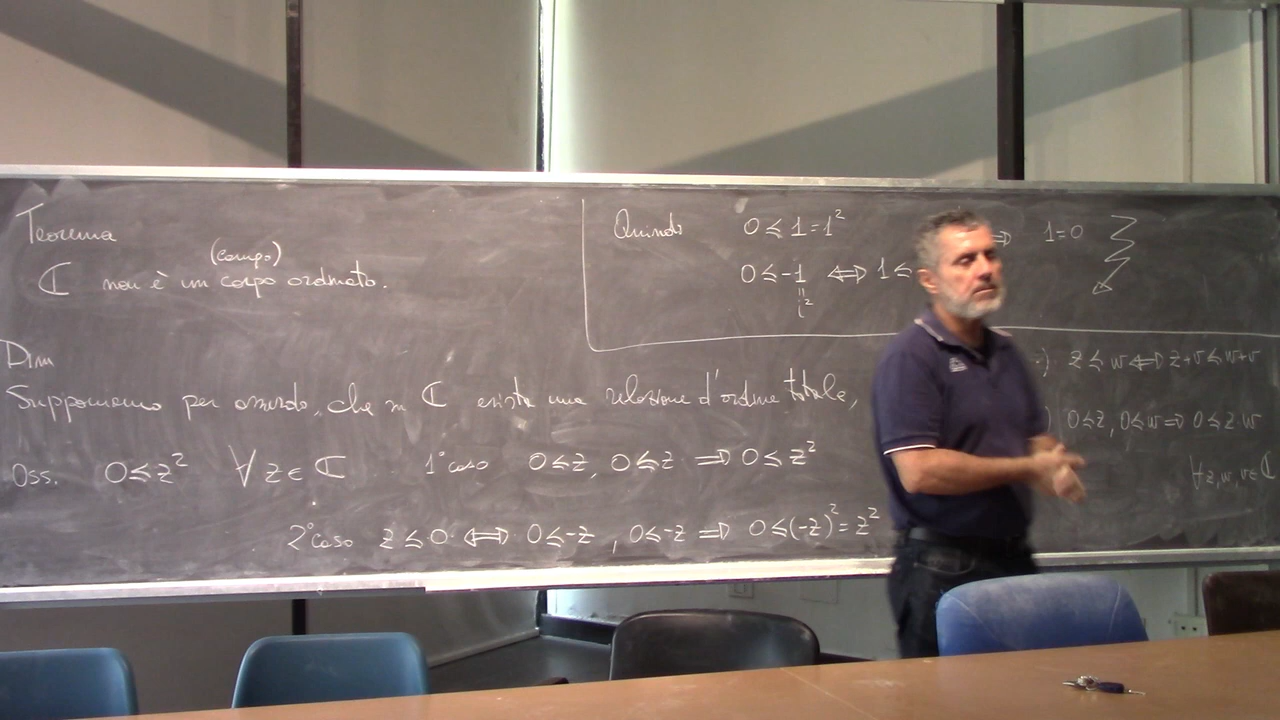 Teorema
(campo)
ℂ non è un corpo ordinato.
Dim
Supponiamo per assurdo, che in ℂ esista una relazione d'ordine totale,
Oss. 0≤z² ∀z∈ℂ 1°caso 0≤z, 0≤z ⇒ 0≤z²
2°caso z≤0 ⇔ 0≤-z, 0≤-z ⇒ 0≤(-z)²=z²
Quindi 0≤1=1² ⇒ 1=0
0≤-1 ⇔ 1≤
"
i²
·) z≤w ⇔ z+v≤w+v
) 0≤z, 0≤w ⇒ 0≤z·w
∀z,w,v∈ℂ